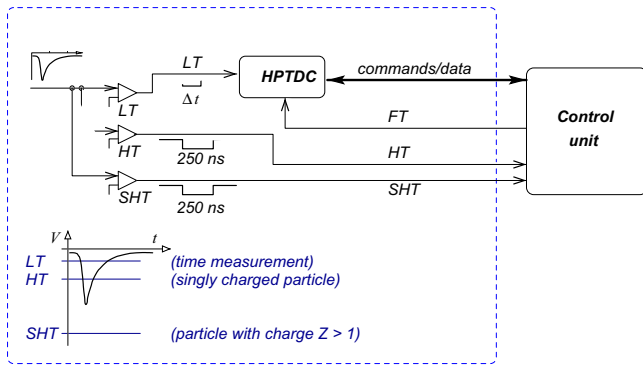 LT
HPTDC
commands/data
Δt
LT
FT
Control
unit
HT
250 ns
HT
SHT
250 ns
SHT
V
t
LT
(time measurement)
HT
(singly charged particle)
SHT
(particle with charge Z > 1)